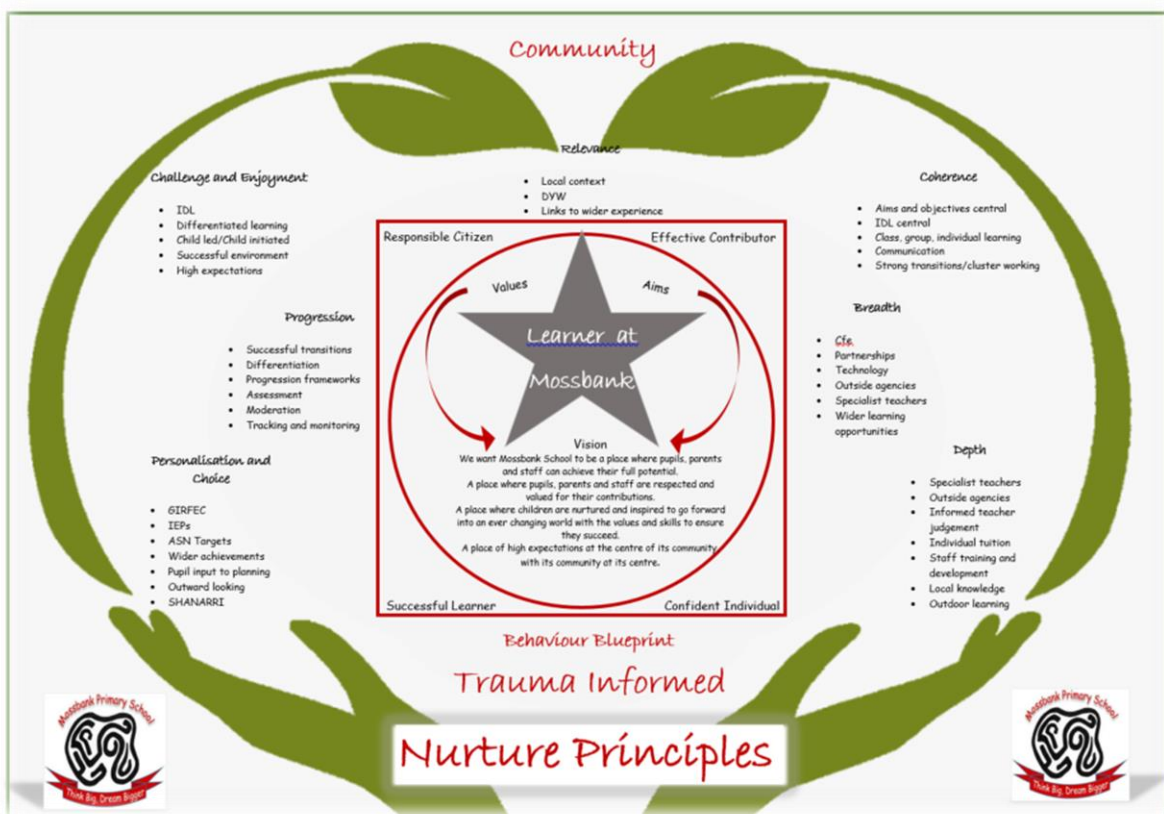 Community
Relevance
Local context
DYW
Links to wider experience
Challenge and Enjoyment
IDL
Differentiated learning
Child led/Child initiated
Successful environment
High expectations
Coherence
Aims and objectives central
IDL central
Class, group, individual learning
Communication
Strong transitions/cluster working
Progression
Successful transitions
Differentiation
Progression frameworks
Assessment
Moderation
Tracking and monitoring
Breadth
Cfe
Partnerships
Technology
Outside agencies
Specialist teachers
Wider learning
opportunities
Personalisation and
Choice
GIRFEC
IEPs
ASN Targets
Wider achievements
Pupil input to planning
Outward looking
SHANARRI
Depth
Specialist teachers
Outside agencies
Informed teacher
judgement
Individual tuition
Staff training and
development
Local knowledge
Outdoor learning
Responsible Citizen
Effective Contributor
Values
Aims
Learner at
Mossbank
Vision
We want Mossbank School to be a place where pupils, parents
and staff can achieve their full potential.
A place where pupils, parents and staff are respected and
valued for their contributions.
A place where children are nurtured and inspired to go forward
into an ever changing world with the values and skills to ensure
they succeed.
A place of high expectations at the centre of its community
with its community at its centre.
Successful Learner
Confident Individual
Behaviour Blueprint
Trauma Informed
Nurture Principles
Mossbank Primary School
Think Big, Dream Bigger
Mossbank Primary School
Think Big, Dream Bigger